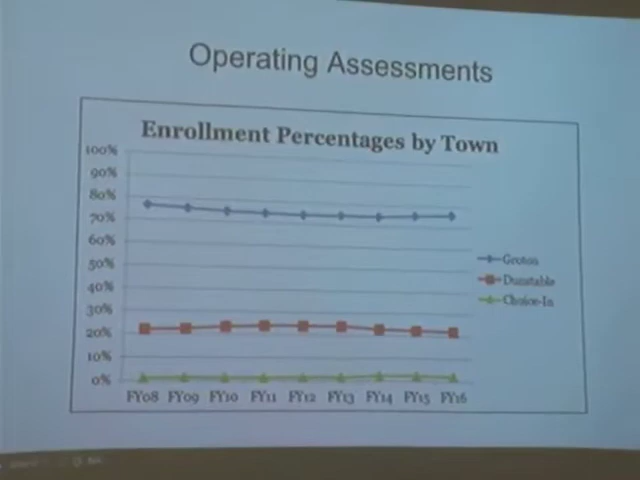 Operating Assessments
Enrollment Percentages by Town
100%
90%
80%
70%
60%
50%
40%
30%
20%
10%
0%
FY08 FY09 FY10 FY11 FY12 FY13 FY14 FY15 FY16
Groton
Dunstable
Choice-In